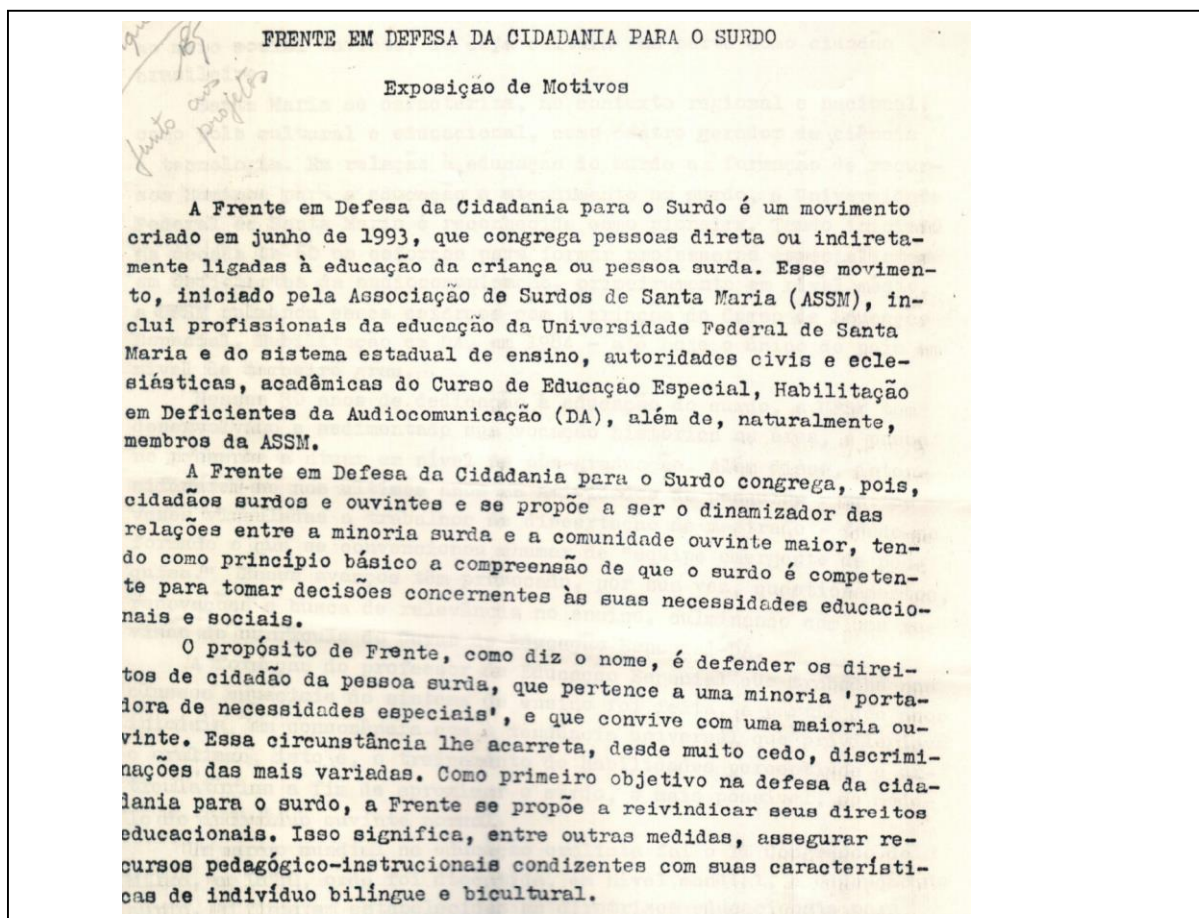 85
junto aos
projetos
FRENTE EM DEFESA DA CIDADANIA PARA O SURDO
Exposição de Motivos
A Frente em Defesa da Cidadania para o Surdo é um movimento
criado em junho de 1993, que congrega pessoas direta ou indireta-
mente ligadas à educação da criança ou pessoa surda. Esse movimen-
to, iniciado pela Associação de Surdos de Santa Maria (ASSM), in-
clui profissionais da educação da Universidade Federal de Santa
Maria e do sistema estadual de ensino, autoridades civis e ecle-
siásticas, acadêmicas do Curso de Educação Especial, Habilitação
em Deficientes da Audiocomunicação (DA), além de, naturalmente,
membros da ASSM.
A Frente em Defesa da Cidadania para o Surdo congrega, pois,
cidadãos surdos e ouvintes e se propõe a ser o dinamizador das
relações entre a minoria surda e a comunidade ouvinte maior, ten-
do como princípio básico a compreensão de que o surdo é competen-
te para tomar decisões concernentes às suas necessidades educacio-
nais e sociais.
O propósito de Frente, como diz o nome, é defender os direi-
tos de cidadão da pessoa surda, que pertence a uma minoria 'porta-
dora de necessidades especiais', e que convive com uma maioria ou-
vinte. Essa circunstância lhe acarreta, desde muito cedo, discrimi-
nações das mais variadas. Como primeiro objetivo na defesa da cida-
dania para o surdo, a Frente se propõe a reivindicar seus direitos
educacionais. Isso significa, entre outras medidas, assegurar re-
cursos pedagógico-instrucionais condizentes com suas característi-
cas de indivíduo bilíngue e bicultural.